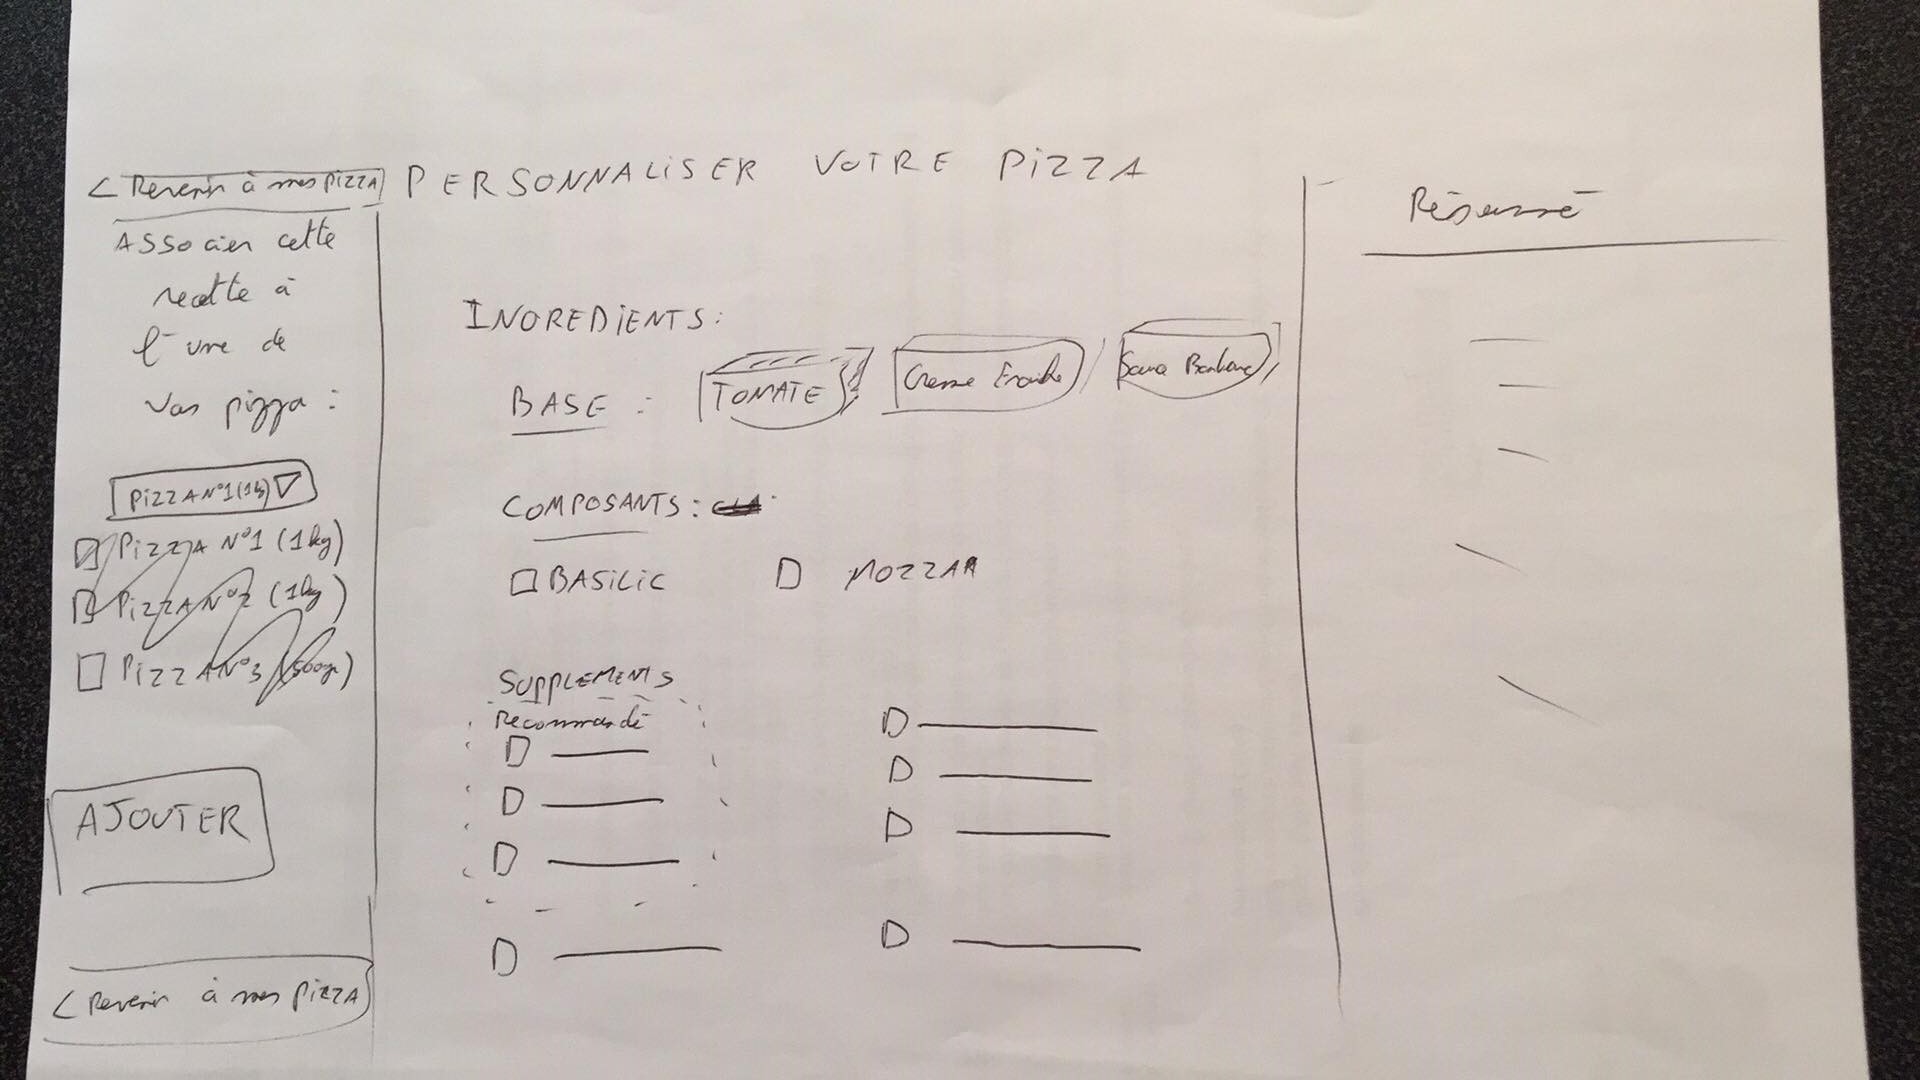 < Revenir à mes pizza
PERSONNALISER VOTRE PIZZA
Associer cette
recette à
l'une de
vos pizza :
PIZZA N°1 (1kg)
PIZZA N°1 (1kg)
PIZZA N°2 (1kg)
PIZZA N°3 (500gr)
AJOUTER
< Revenir à mes pizza
INGREDIENTS:
BASE : TOMATE Creme Fraiche Sauce Barbecue
COMPOSANTS:
BASILIC MOZZA
SUPPLEMENTS
Recommandé
Résumé